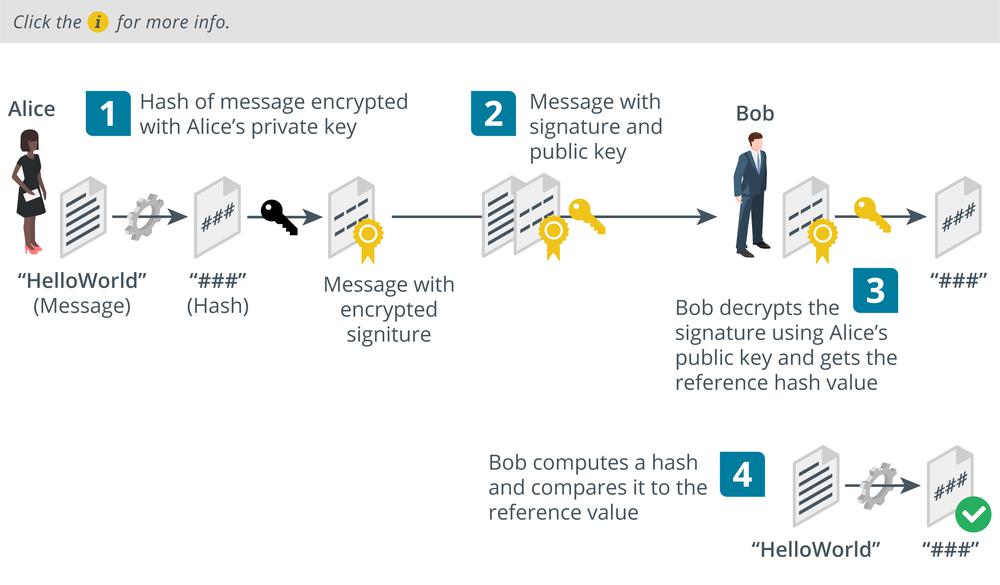 Click the i for more info.
Alice
1
Hash of message encrypted
with Alice’s private key
2
Message with
signature and
public key
Bob
###
###
“HelloWorld”
(Message)
“###”
(Hash)
Message with
encrypted
signiture
“###”
3
Bob decrypts the
signature using Alice’s
public key and gets the
reference hash value
Bob computes a hash
and compares it to the
reference value
4
###
“HelloWorld”
“###”